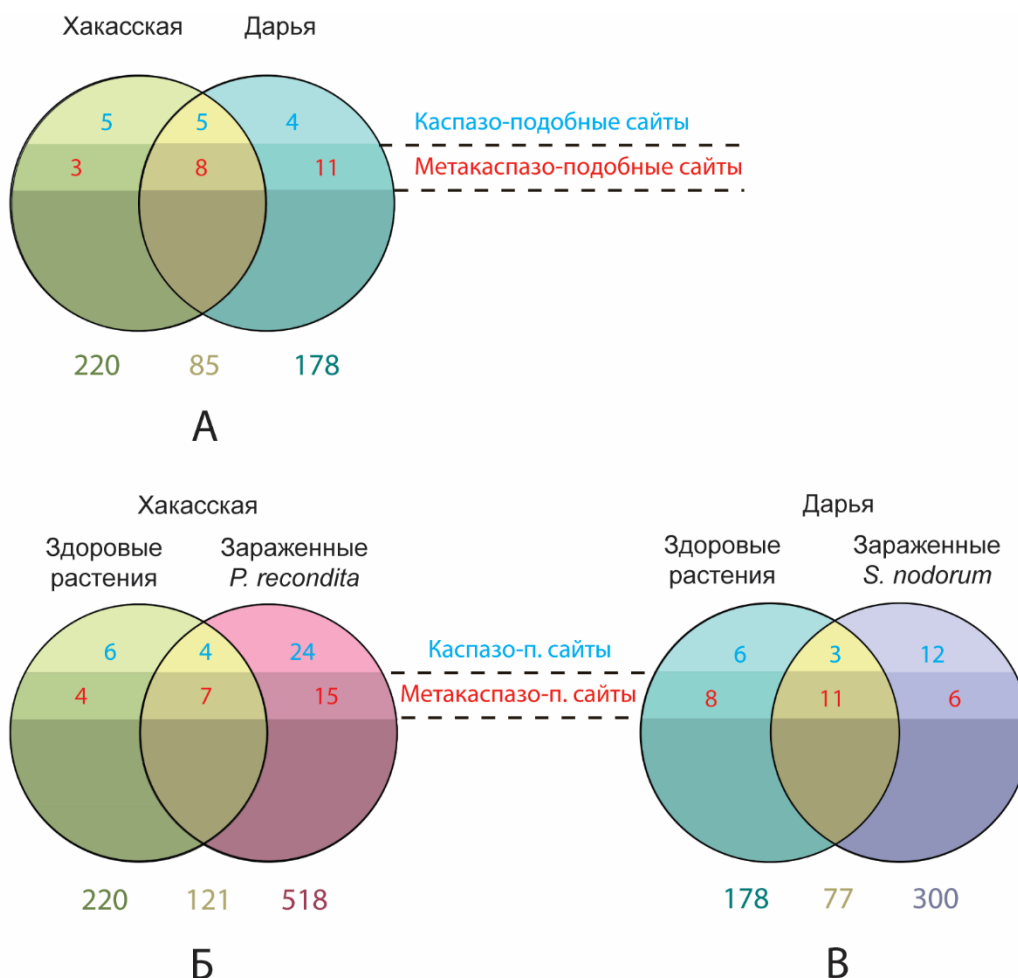 Хакасская Дарья
5 5 4 Каспазо-подобные сайты
3 8 11 Метакаспазо-подобные сайты
220 85 178
А
Хакасская Дарья
Здоровые Зараженные Здоровые Зараженные
растения P. recondita растения S. nodorum
6 4 24 Каспазо-п. сайты 6 3 12
4 7 15 Метакаспазо-п. сайты 8 11 6
220 121 518 178 77 300
Б В